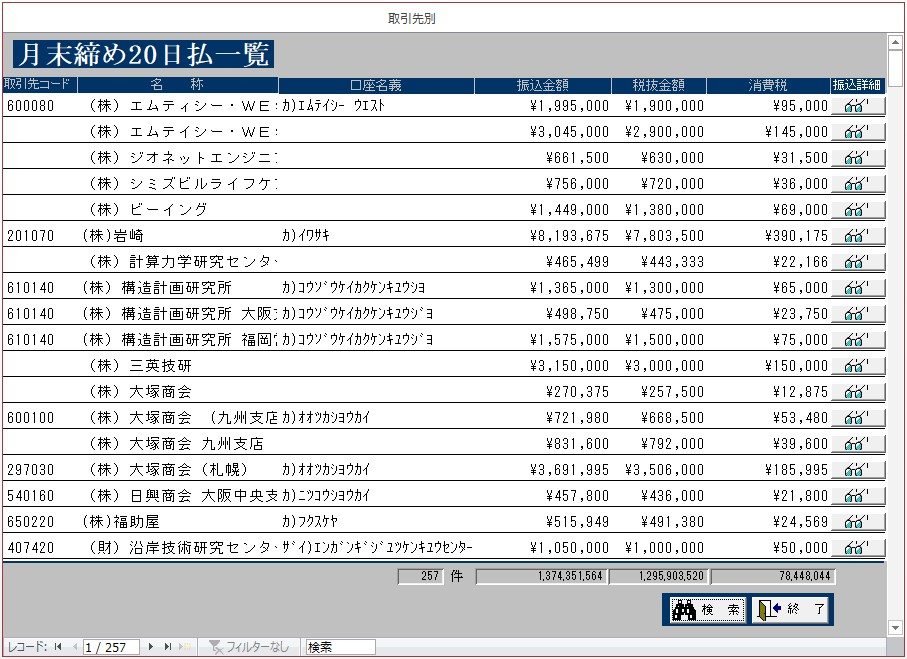 取引先別
月末締め20日払一覧
取引先コード 名 称 口座名義 振込金額 税抜金額 消費税 振込詳細
600080 （株）エムティシー・ＷＥ ｶ)ｴﾑﾃｲｼｰ ｳｴｽﾄ ¥1,995,000 ¥1,900,000 ¥95,000
（株）エムティシー・ＷＥ ¥3,045,000 ¥2,900,000 ¥145,000
（株）ジオネットエンジニ ¥661,500 ¥630,000 ¥31,500
（株）シミズビルライフケ ¥756,000 ¥720,000 ¥36,000
（株）ビーイング ¥1,449,000 ¥1,380,000 ¥69,000
201070 (株)岩崎 ｶ)ｲﾜｻｷ ¥8,193,675 ¥7,803,500 ¥390,175
（株）計算力学研究センタ ¥465,499 ¥443,333 ¥22,166
610140 (株) 構造計画研究所 ｶ)ｺｳｿﾞｳｹｲｶｸｹﾝｷﾕｳｼﾖ ¥1,365,000 ¥1,300,000 ¥65,000
610140 (株) 構造計画研究所 大阪 ｶ)ｺｳｿﾞｳｹｲｶｸｹﾝｷﾕｳｼﾞﾖ ¥498,750 ¥475,000 ¥23,750
610140 (株) 構造計画研究所 福岡 ｶ)ｺｳｿﾞｳｹｲｶｸｹﾝｷﾕｳｼﾞﾖ ¥1,575,000 ¥1,500,000 ¥75,000
（株）三英技研 ¥3,150,000 ¥3,000,000 ¥150,000
（株）大塚商会 ¥270,375 ¥257,500 ¥12,875
600100 （株）大塚商会 （九州支店 ｶ)ｵｵﾂｶｼﾖｳｶｲ ¥721,980 ¥668,500 ¥53,480
（株）大塚商会 九州支店 ¥831,600 ¥792,000 ¥39,600
297030 （株）大塚商会（札幌） ｶ)ｵｵﾂｶｼﾖｳｶｲ ¥3,691,995 ¥3,506,000 ¥185,995
540160 （株）日興商会 大阪中央支 ｶ)ﾆﾂｺｳｼﾖｳｶｲ ¥457,800 ¥436,000 ¥21,800
650220 (株)福助屋 ｶ)ﾌｸｽｹﾔ ¥515,949 ¥491,380 ¥24,569
407420 （財）沿岸技術研究センタ ｻﾞｲ)ｴﾝｶﾞﾝｷﾞｼﾞﾕﾂｹﾝｷﾕｳｾﾝﾀｰ ¥1,050,000 ¥1,000,000 ¥50,000
257 件 1,374,351,564 1,295,903,520 78,448,044
検 索 終 了
レコード: 1 / 257 フィルターなし 検索